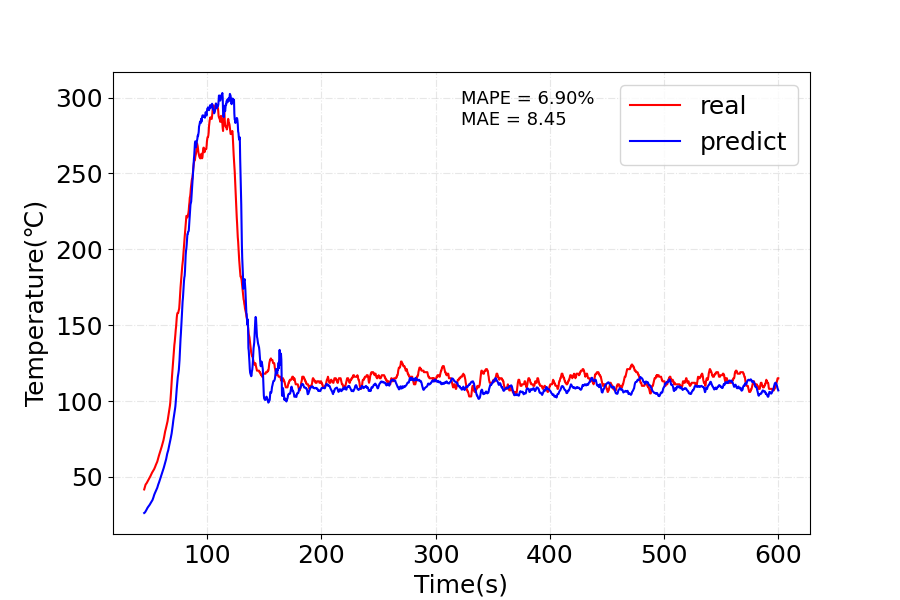 MAPE = 6.90%
MAE = 8.45
real
predict
300
250
200
150
100
50
Temperature(℃)
100 200 300 400 500 600
Time(s)